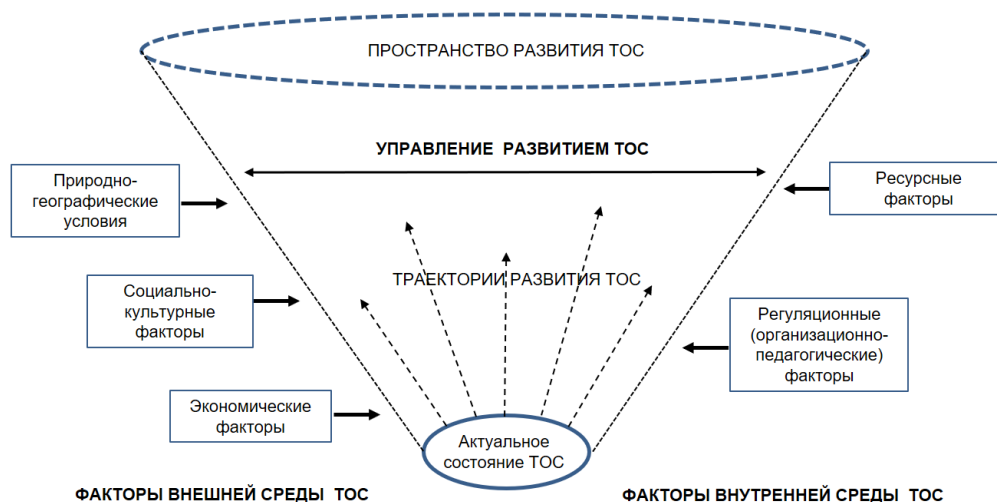 ПРОСТРАНСТВО РАЗВИТИЯ ТОС
УПРАВЛЕНИЕ РАЗВИТИЕМ ТОС
Природно-
географические
условия
Ресурсные
факторы
ТРАЕКТОРИИ РАЗВИТИЯ ТОС
Социально-
культурные
факторы
Регуляционные
(организационно-
педагогические)
факторы
Экономические
факторы
Актуальное
состояние ТОС
ФАКТОРЫ ВНЕШНЕЙ СРЕДЫ ТОС
ФАКТОРЫ ВНУТРЕННЕЙ СРЕДЫ ТОС